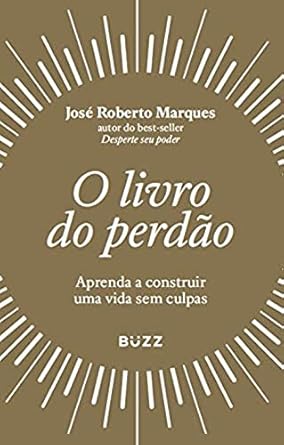 José Roberto Marques
autor do best-seller
Desperte seu poder
O livro
do perdão
Aprenda a construir
uma vida sem culpas
BUZZ